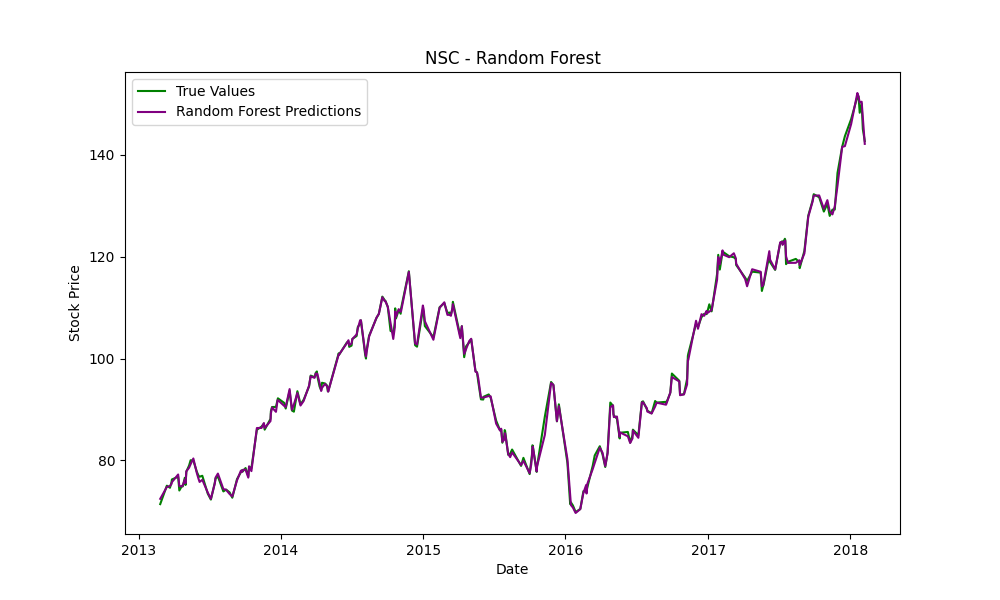 NSC - Random Forest
True Values
Random Forest Predictions
Stock Price
140
120
100
80
2013 2014 2015 2016 2017 2018
Date